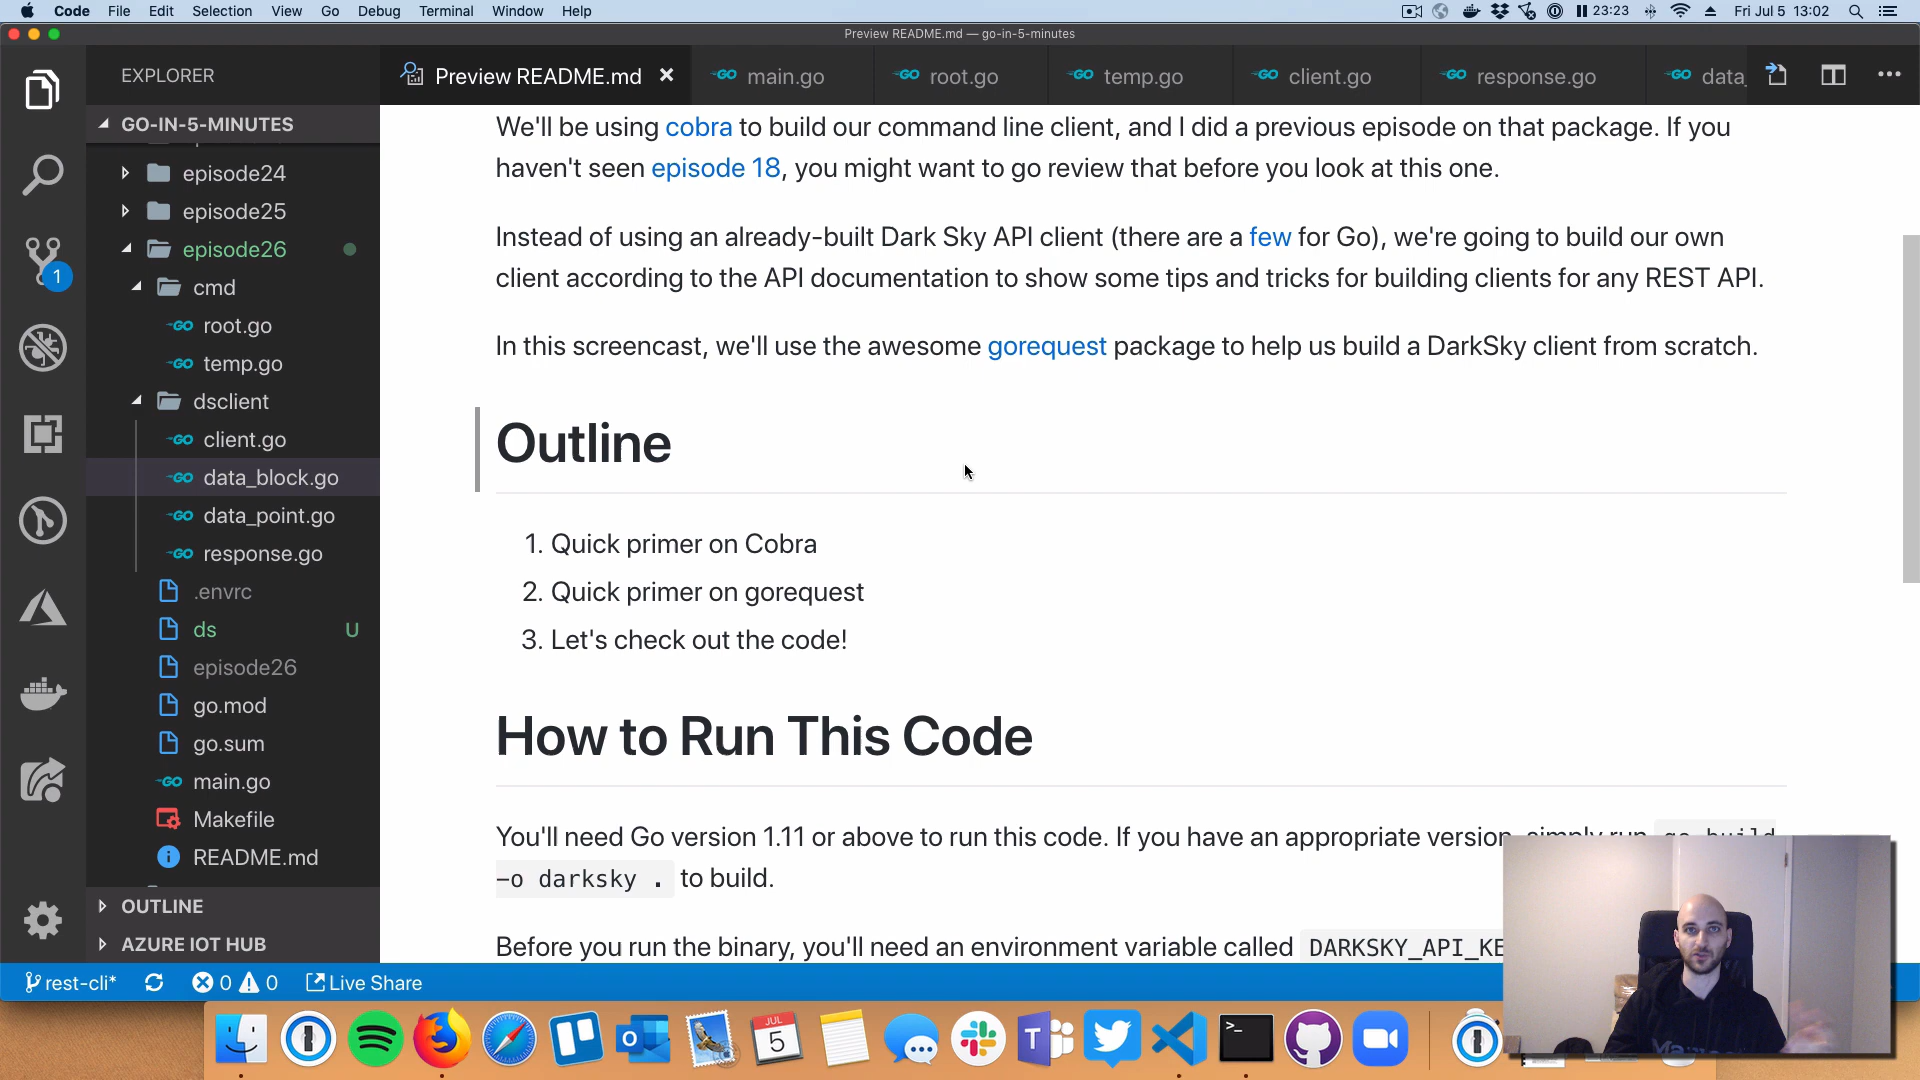 Code File Edit Selection View Go Debug Terminal Window Help
23:23 Fri Jul 5 13:02
Preview README.md — go-in-5-minutes
EXPLORER
Preview README.md main.go root.go temp.go client.go response.go data_
GO-IN-5-MINUTES
episode24
episode25
episode26
cmd
root.go
temp.go
dsclient
client.go
data_block.go
data_point.go
response.go
.envrc
ds U
episode26
go.mod
go.sum
main.go
Makefile
README.md
OUTLINE
AZURE IOT HUB
1
We'll be using cobra to build our command line client, and I did a previous episode on that package. If you
haven't seen episode 18, you might want to go review that before you look at this one.
Instead of using an already-built Dark Sky API client (there are a few for Go), we're going to build our own
client according to the API documentation to show some tips and tricks for building clients for any REST API.
In this screencast, we'll use the awesome gorequest package to help us build a DarkSky client from scratch.
Outline
1. Quick primer on Cobra
2. Quick primer on gorequest
3. Let's check out the code!
How to Run This Code
You'll need Go version 1.11 or above to run this code. If you have an appropriate version, simply run go build
-o darksky . to build.
Before you run the binary, you'll need an environment variable called DARKSKY_API_KE
rest-cli* 0 0 Live Share
JUL
5